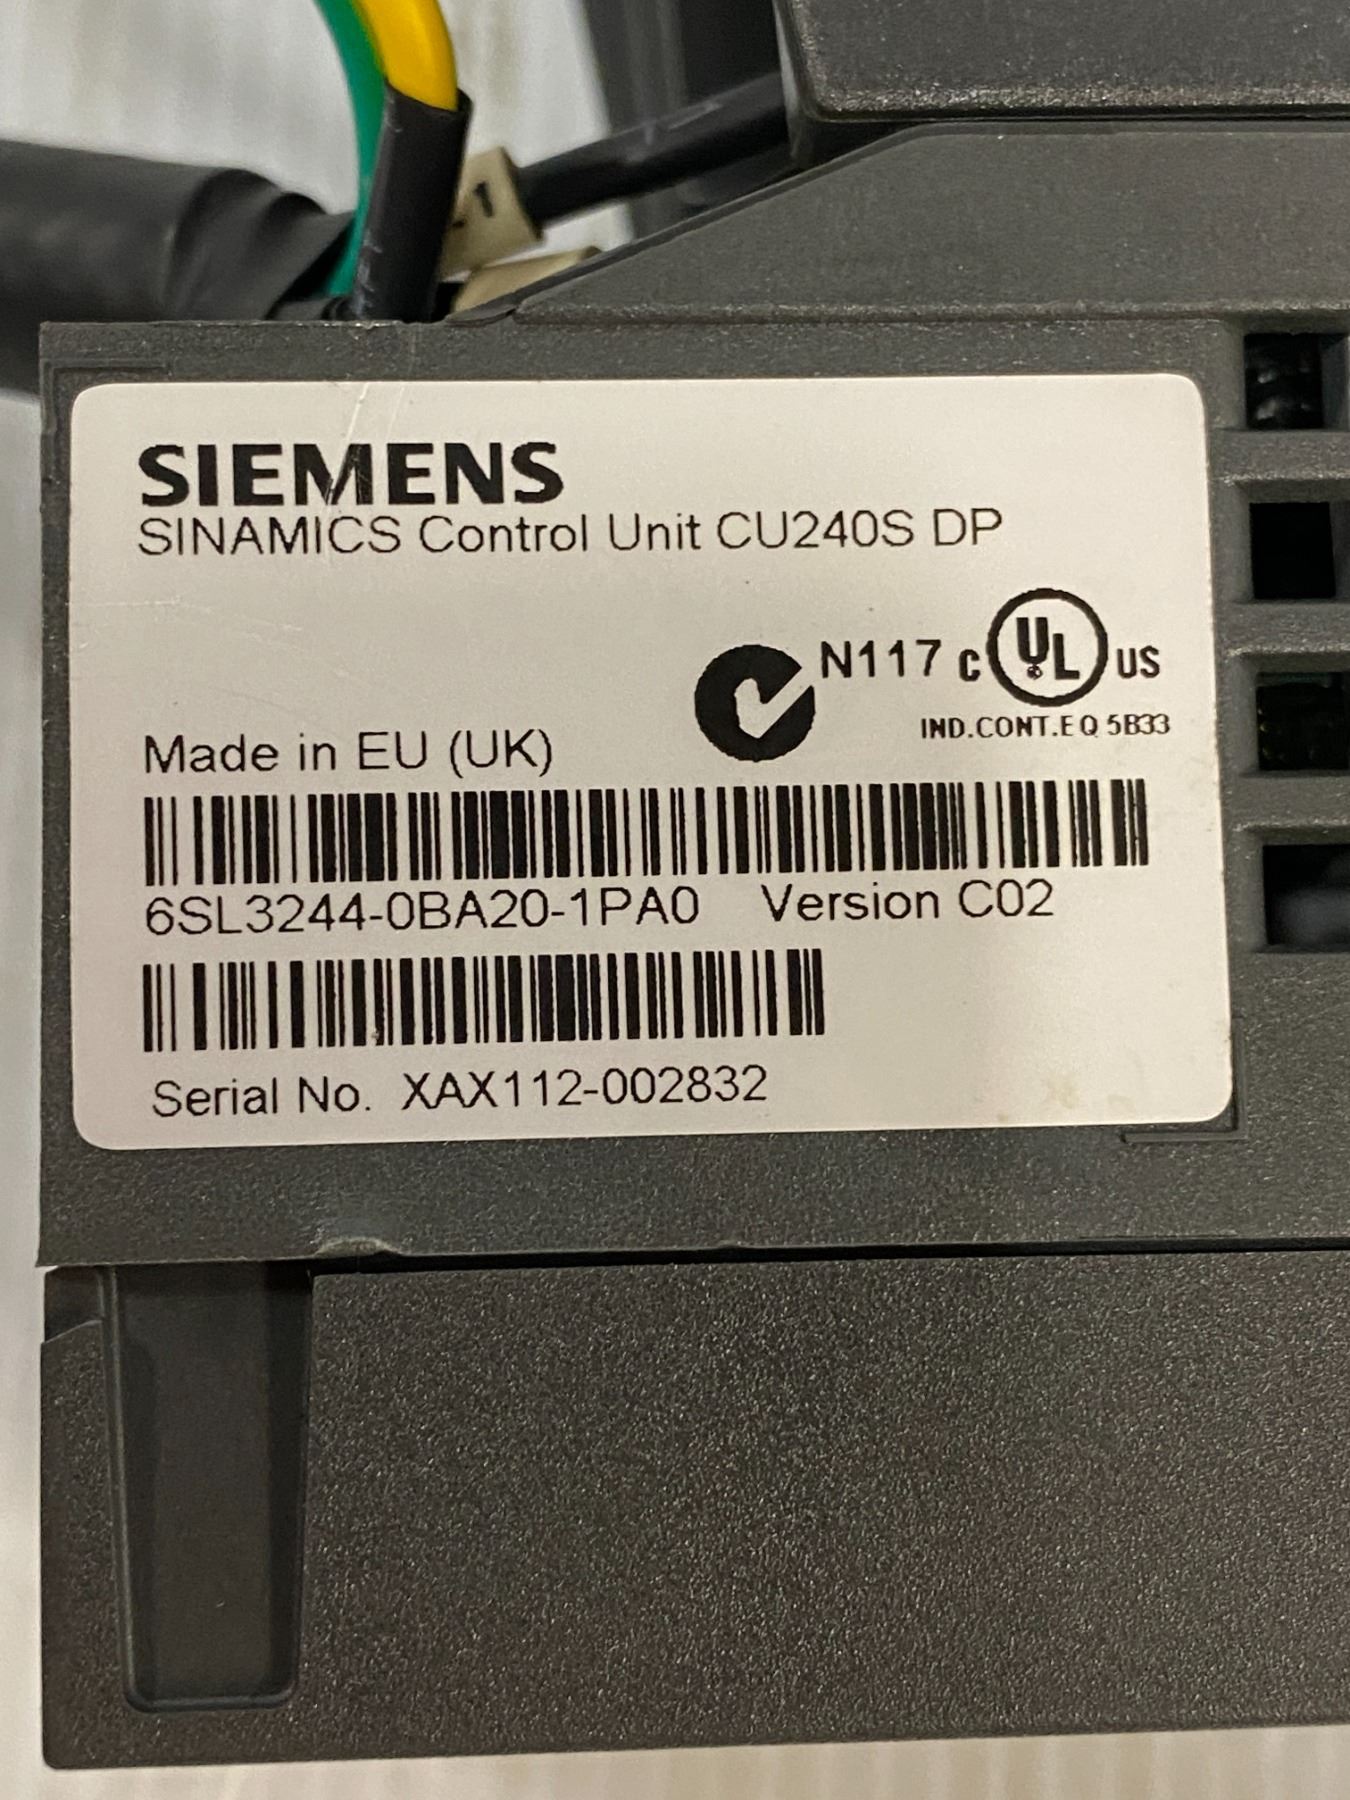 1
SIEMENS
SINAMICS Control Unit CU240S DP
N117 C UL US
IND.CONT.EQ 5B33
Made in EU (UK)
6SL3244-0BA20-1PA0 Version C02
Serial No. XAX112-002832